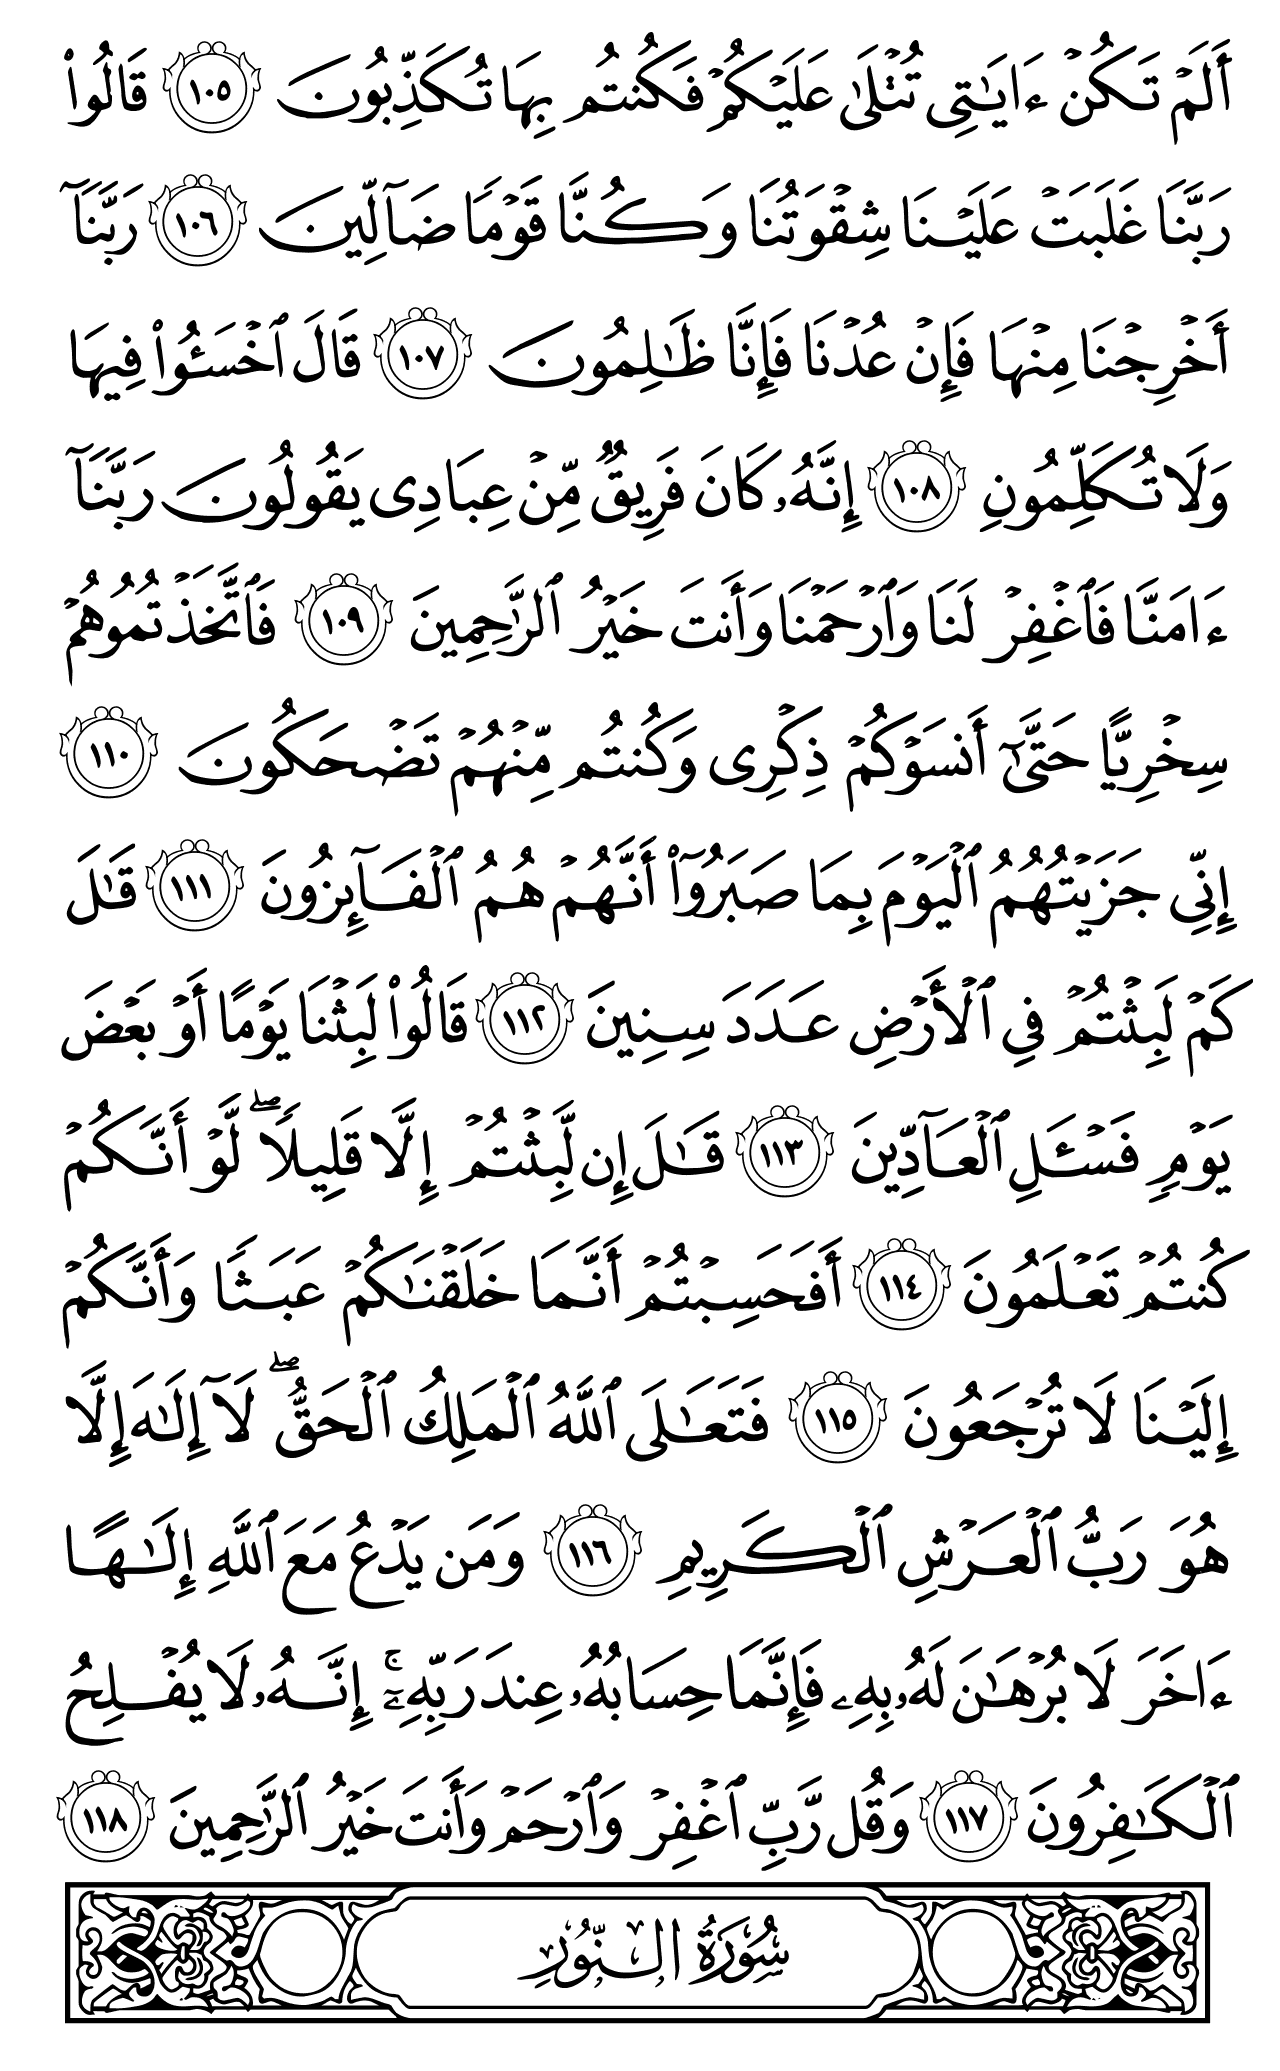 أَلَمۡ تَكُنۡ ءَايَٰتِي تُتۡلَىٰ عَلَيۡكُمۡ فَكُنتُم بِهَا تُكَذِّبُونَ ١٠٥ قَالُواْ
رَبَّنَا غَلَبَتۡ عَلَيۡنَا شِقۡوَتُنَا وَكُنَّا قَوۡمٗا ضَآلِّينَ ١٠٦ رَبَّنَآ
أَخۡرِجۡنَا مِنۡهَا فَإِنۡ عُدۡنَا فَإِنَّا ظَٰلِمُونَ ١٠٧ قَالَ ٱخۡسَـُٔواْ فِيهَا
وَلَا تُكَلِّمُونِ ١٠٨ إِنَّهُۥ كَانَ فَرِيقٞ مِّنۡ عِبَادِي يَقُولُونَ رَبَّنَآ
ءَامَنَّا فَٱغۡفِرۡ لَنَا وَٱرۡحَمۡنَا وَأَنتَ خَيۡرُ ٱلرَّٰحِمِينَ ١٠٩ فَٱتَّخَذۡتُمُوهُمۡ
سِخۡرِيًّا حَتَّىٰٓ أَنسَوۡكُمۡ ذِكۡرِي وَكُنتُم مِّنۡهُمۡ تَضۡحَكُونَ ١١٠
إِنِّي جَزَيۡتُهُمُ ٱلۡيَوۡمَ بِمَا صَبَرُوٓاْ أَنَّهُمۡ هُمُ ٱلۡفَآئِزُونَ ١١١ قَٰلَ
كَمۡ لَبِثۡتُمۡ فِي ٱلۡأَرۡضِ عَدَدَ سِنِينَ ١١٢ قَالُواْ لَبِثۡنَا يَوۡمًا أَوۡ بَعۡضَ
يَوۡمٖ فَسۡـَٔلِ ٱلۡعَآدِّينَ ١١٣ قَٰلَ إِن لَّبِثۡتُمۡ إِلَّا قَلِيلٗاۖ لَّوۡ أَنَّكُمۡ
كُنتُمۡ تَعۡلَمُونَ ١١٤ أَفَحَسِبۡتُمۡ أَنَّمَا خَلَقۡنَٰكُمۡ عَبَثٗا وَأَنَّكُمۡ
إِلَيۡنَا لَا تُرۡجَعُونَ ١١٥ فَتَعَٰلَى ٱللَّهُ ٱلۡمَلِكُ ٱلۡحَقُّۖ لَآ إِلَٰهَ إِلَّا
هُوَ رَبُّ ٱلۡعَرۡشِ ٱلۡكَرِيمِ ١١٦ وَمَن يَدۡعُ مَعَ ٱللَّهِ إِلَٰهًا
ءَاخَرَ لَا بُرۡهَٰنَ لَهُۥ بِهِۦ فَإِنَّمَا حِسَابُهُۥ عِندَ رَبِّهِۦٓۚ إِنَّهُۥ لَا يُفۡلِحُ
ٱلۡكَٰفِرُونَ ١١٧ وَقُل رَّبِّ ٱغۡفِرۡ وَٱرۡحَمۡ وَأَنتَ خَيۡرُ ٱلرَّٰحِمِينَ ١١٨
سُورَةُ النُّورِ